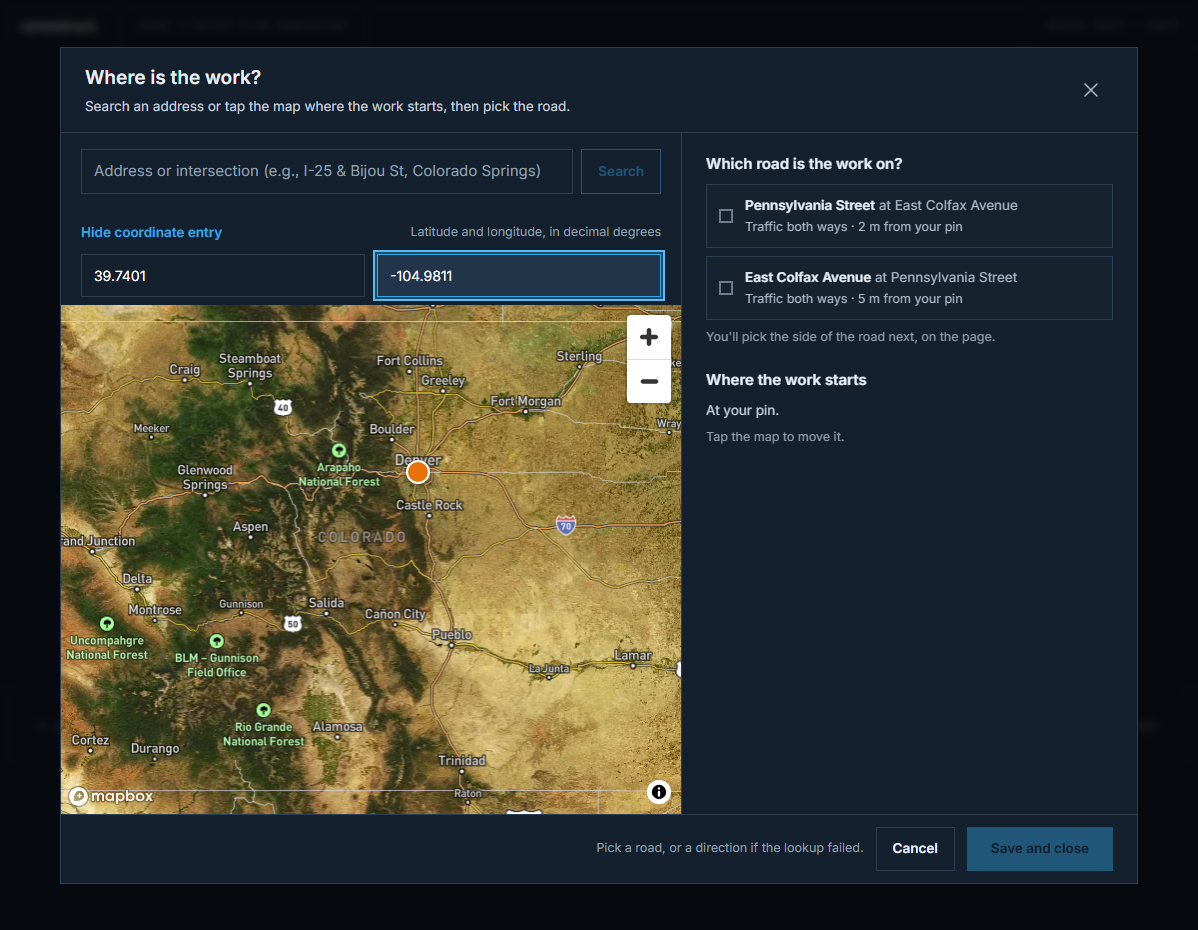 Where is the work?
Search an address or tap the map where the work starts, then pick the road.
Address or intersection (e.g., I-25 & Bijou St, Colorado Springs)
Search
Hide coordinate entry
Latitude and longitude, in decimal degrees
39.7401
-104.9811
Craig
Steamboat
Springs
Fort Collins
Greeley
Sterling
Fort Morgan
40
Meeker
Boulder
Wray
Denver
Glenwood
Springs
Arapaho
National Forest
Castle Rock
Aspen
70
COLORADO
and Junction
Delta
Montrose
Gunnison
Salida
Cañon City
50
Uncompahgre
National Forest
BLM – Gunnison
Field Office
Pueblo
La Junta
Lamar
Rio Grande
National Forest
Alamosa
Cortez
Durango
Trinidad
Raton
mapbox
Which road is the work on?
Pennsylvania Street at East Colfax Avenue
Traffic both ways · 2 m from your pin
East Colfax Avenue at Pennsylvania Street
Traffic both ways · 5 m from your pin
You'll pick the side of the road next, on the page.
Where the work starts
At your pin.
Tap the map to move it.
Pick a road, or a direction if the lookup failed.
Cancel
Save and close